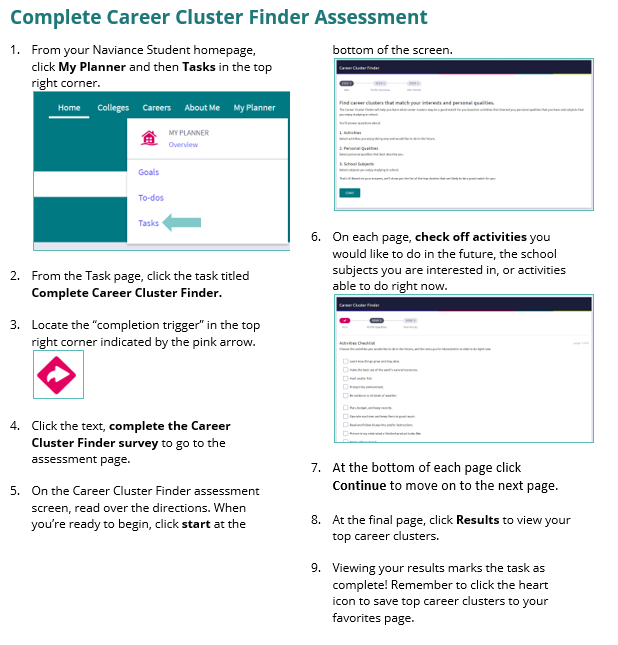 Complete Career Cluster Finder Assessment
1. From your Naviance Student homepage,
click My Planner and then Tasks in the top
right corner.
Home Colleges Careers About Me My Planner
MY PLANNER
Overview
Goals
To-dos
Tasks
2. From the Task page, click the task titled
Complete Career Cluster Finder.
3. Locate the “completion trigger” in the top
right corner indicated by the pink arrow.
4. Click the text, complete the Career
Cluster Finder survey to go to the
assessment page.
5. On the Career Cluster Finder assessment
screen, read over the directions. When
you’re ready to begin, click start at the
bottom of the screen.
Career Cluster Finder
Find career clusters that match your interests and personal qualities.
1. Activities
2. Personal Qualities
3. School Subjects
6. On each page, check off activities you
would like to do in the future, the school
subjects you are interested in, or activities
able to do right now.
Career Cluster Finder
Activities Checklist
7. At the bottom of each page click
Continue to move on to the next page.
8. At the final page, click Results to view your
top career clusters.
9. Viewing your results marks the task as
complete! Remember to click the heart
icon to save top career clusters to your
favorites page.